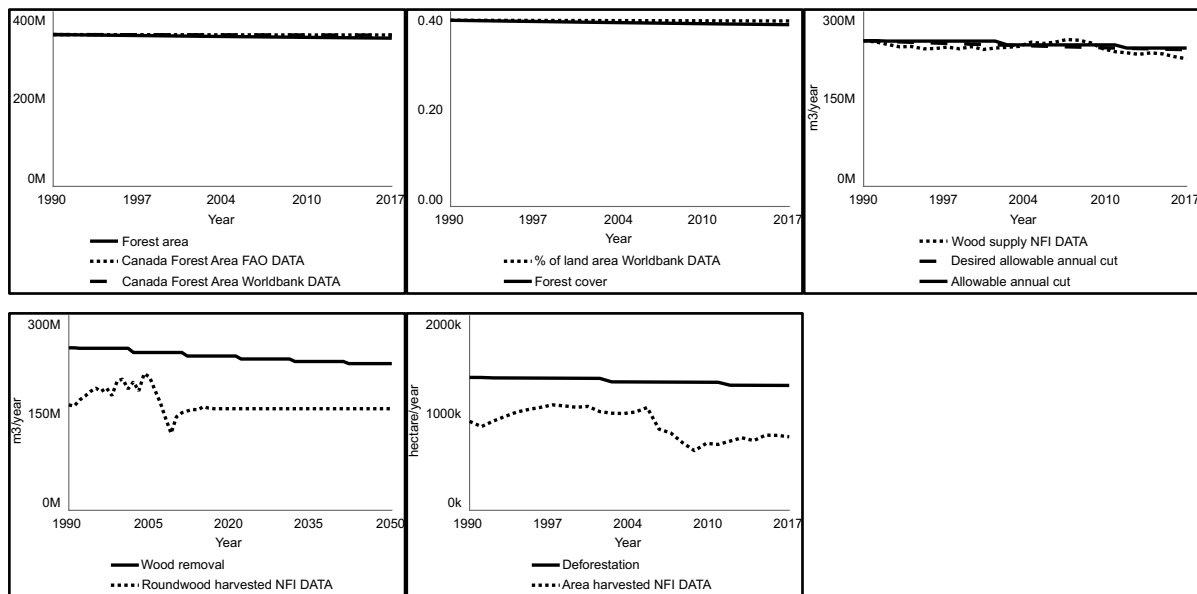 400M
200M
0M
1990 1997 2004 2010 2017
Year
Forest area
Canada Forest Area FAO DATA
Canada Forest Area Worldbank DATA
0.40
0.20
0.00
1990 1997 2004 2010 2017
Year
% of land area Worldbank DATA
Forest cover
m3/year
300M
150M
0M
1990 1997 2004 2010 2017
Year
Wood supply NFI DATA
Desired allowable annual cut
Allowable annual cut
m3/year
300M
150M
0M
1990 2005 2020 2035 2050
Year
Wood removal
Roundwood harvested NFI DATA
hectare/year
2000k
1000k
0k
1990 1997 2004 2010 2017
Year
Deforestation
Area harvested NFI DATA